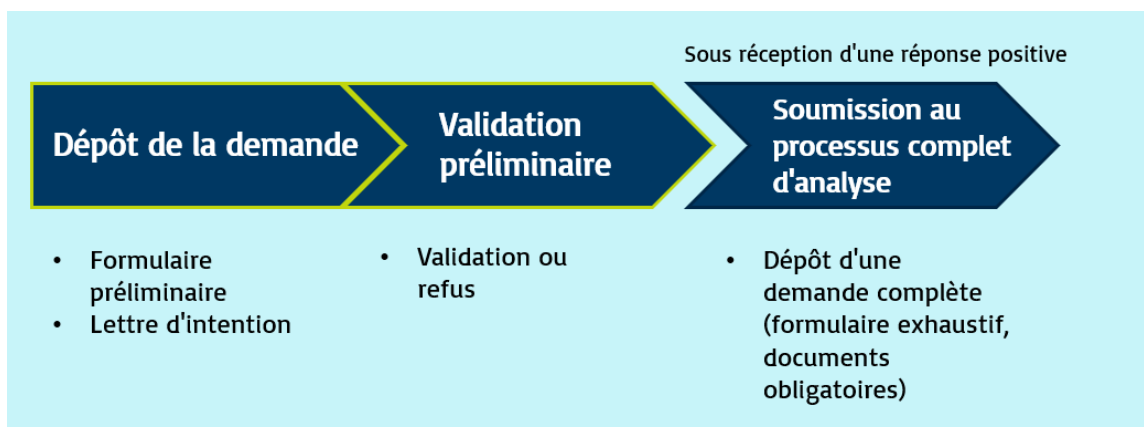 Sous réception d'une réponse positive
Dépôt de la demande
Validation
préliminaire
Soumission au
processus complet
d'analyse
• Formulaire
préliminaire
• Lettre d'intention
• Validation ou
refus
• Dépôt d'une
demande complète
(formulaire exhaustif,
documents
obligatoires)